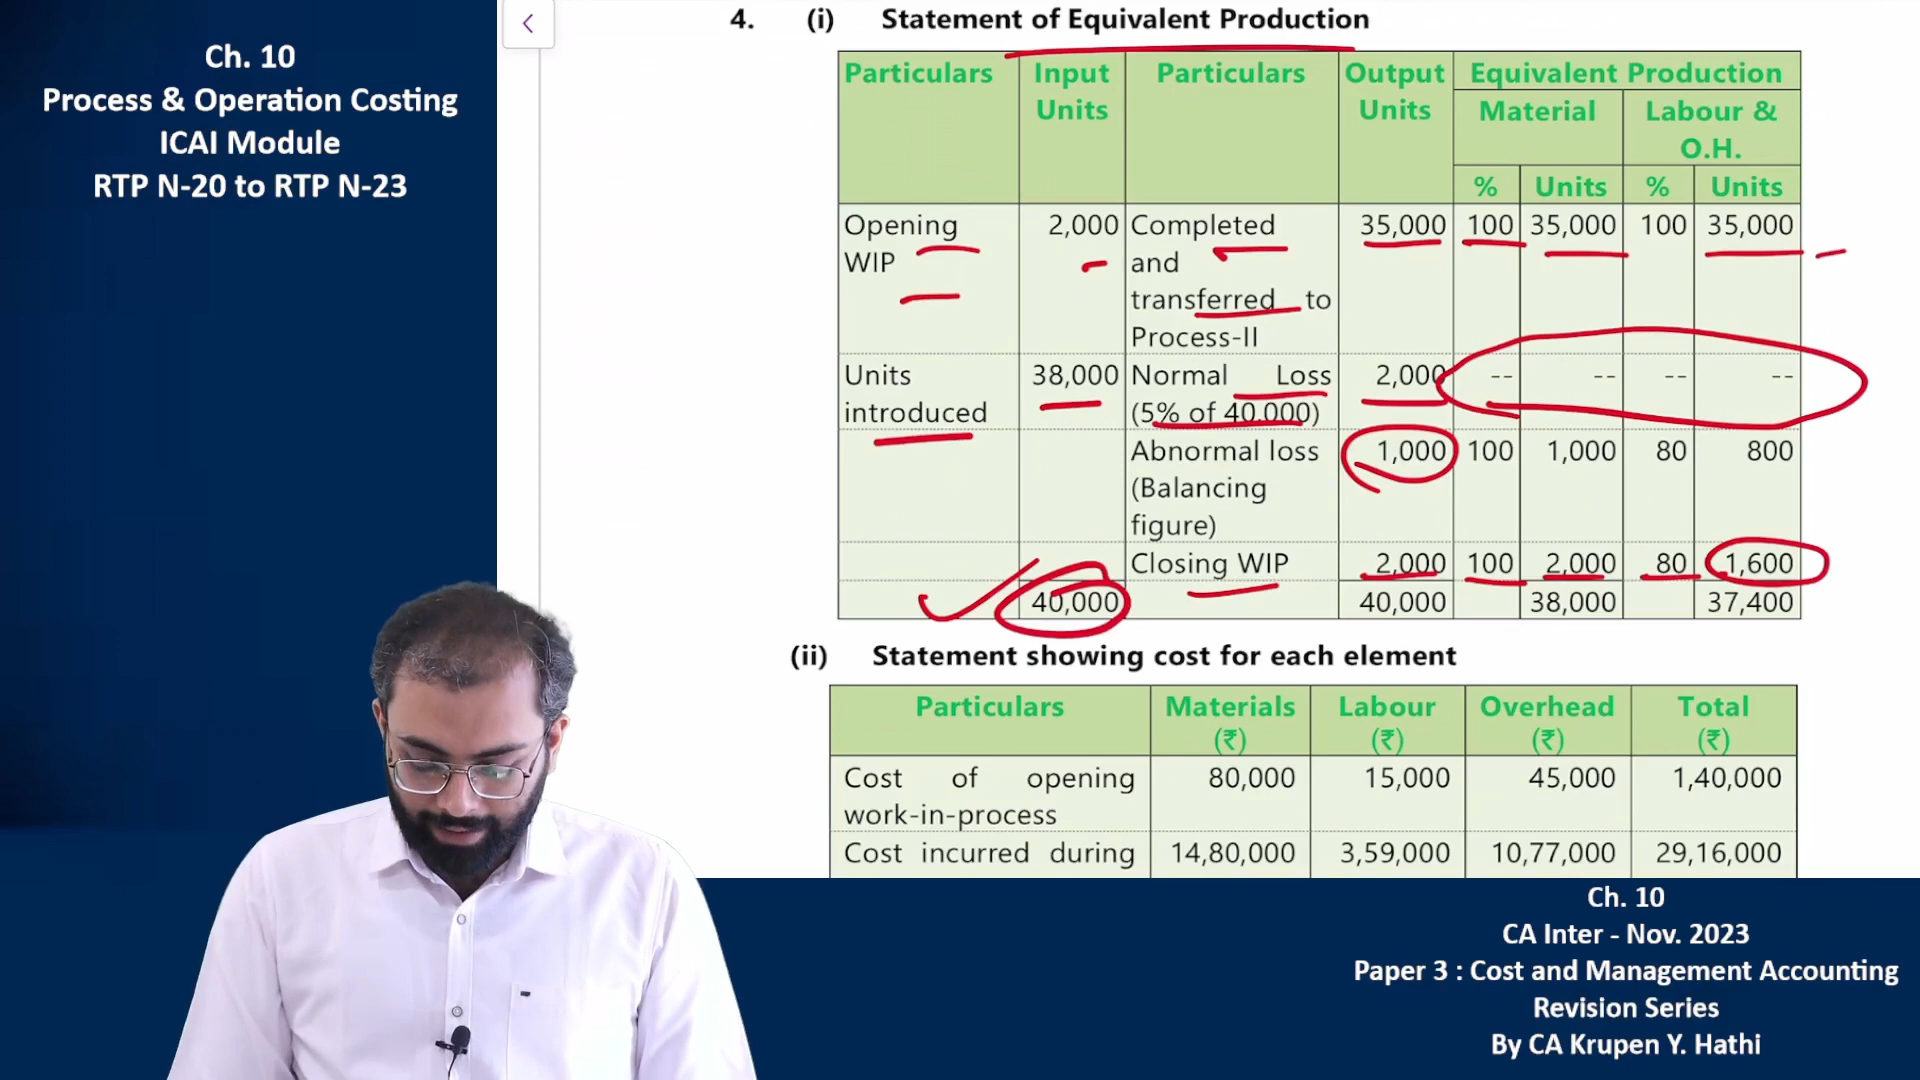 Ch. 10
Process & Operation Costing
ICAI Module
RTP N-20 to RTP N-23
4. (i) Statement of Equivalent Production
Particulars Input Units Particulars Output Units Equivalent Production
Material Labour & O.H.
% Units % Units
Opening WIP 2,000 Completed and transferred to Process-II 35,000 100 35,000 100 35,000
Units introduced 38,000 Normal Loss (5% of 40.000) 2,000 -- -- -- --
Abnormal loss (Balancing figure) 1,000 100 1,000 80 800
Closing WIP 2,000 100 2,000 80 1,600
40,000 40,000 38,000 37,400
(ii) Statement showing cost for each element
Particulars Materials (₹) Labour (₹) Overhead (₹) Total (₹)
Cost of opening work-in-process 80,000 15,000 45,000 1,40,000
Cost incurred during 14,80,000 3,59,000 10,77,000 29,16,000
Ch. 10
CA Inter - Nov. 2023
Paper 3 : Cost and Management Accounting
Revision Series
By CA Krupen Y. Hathi